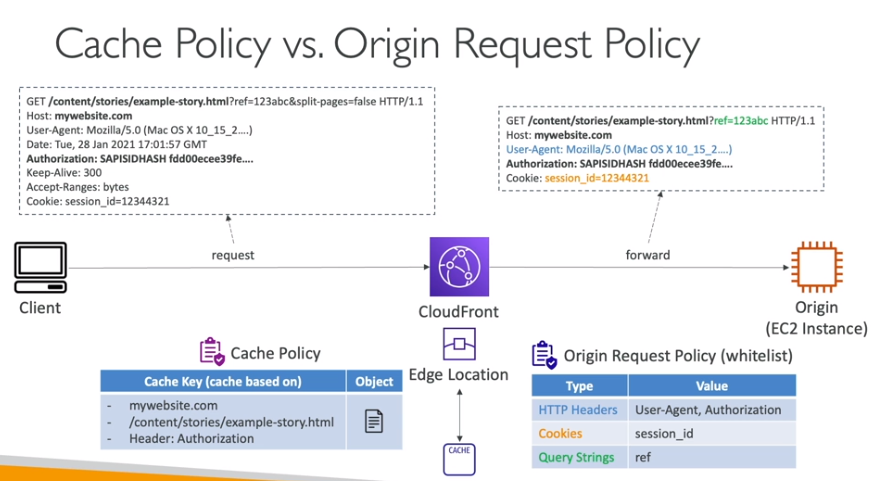 Cache Policy vs. Origin Request Policy
GET /content/stories/example-story.html?ref=123abc&split-pages=false HTTP/1.1
Host: mywebsite.com
User-Agent: Mozilla/5.0 (Mac OS X 10_15_2....)
Date: Tue, 28 Jan 2021 17:01:57 GMT
Authorization: SAPISIDHASH fdd00ecee39fe....
Keep-Alive: 300
Accept-Ranges: bytes
Cookie: session_id=12344321
GET /content/stories/example-story.html?ref=123abc HTTP/1.1
Host: mywebsite.com
User-Agent: Mozilla/5.0 (Mac OS X 10_15_2....)
Authorization: SAPISIDHASH fdd00ecee39fe....
Cookie: session_id=12344321
request
forward
Client
CloudFront
Origin
(EC2 Instance)
Cache Policy
Cache Key (cache based on) Object
- mywebsite.com
- /content/stories/example-story.html
- Header: Authorization
Edge Location
CACHE
Origin Request Policy (whitelist)
Type Value
HTTP Headers User-Agent, Authorization
Cookies session_id
Query Strings ref